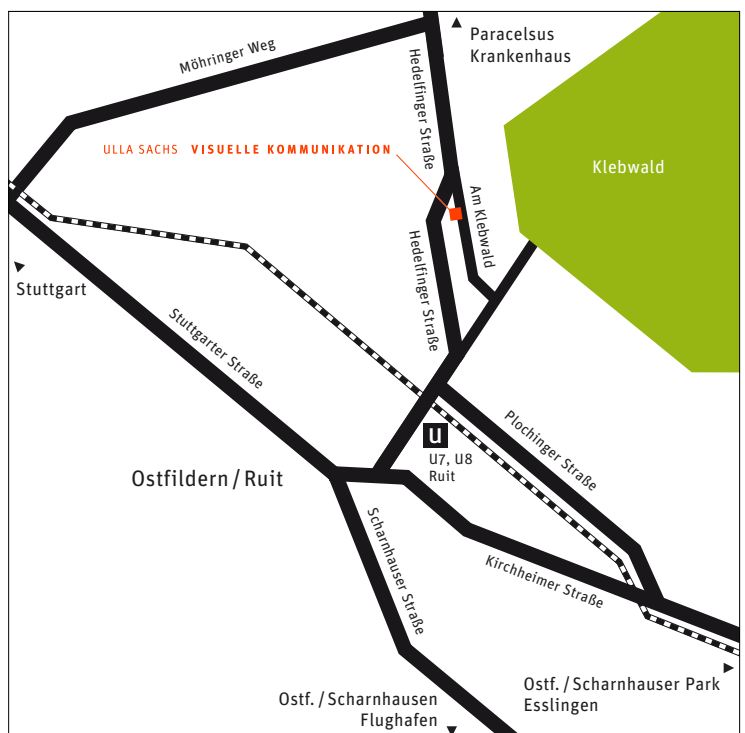 Paracelsus
Krankenhaus
Möhringer Weg
Hedelfinger Straße
ULLA SACHS VISUELLE KOMMUNIKATION
Klebwald
Am Klebwald
Hedelfinger Straße
Stuttgart
Stuttgarter Straße
Plochinger Straße
U
U7, U8
Ruit
Ostfildern / Ruit
Scharnhauser Straße
Kirchheimer Straße
Ostf. / Scharnhauser Park
Esslingen
Ostf. / Scharnhausen
Flughafen